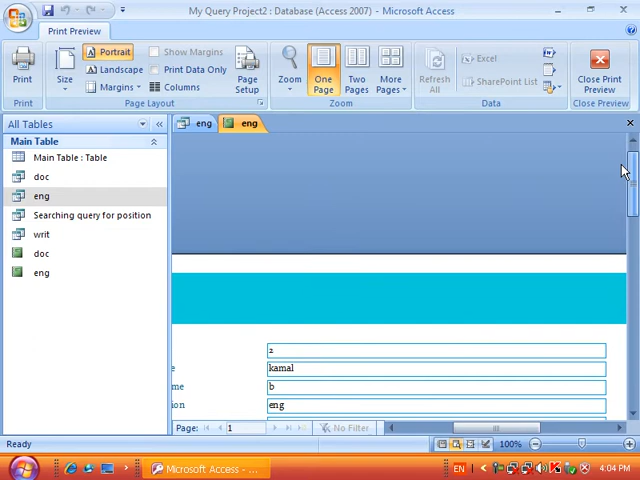 My Query Project2 : Database (Access 2007) - Microsoft Access
Print Preview
Print
Size
Portrait
Landscape
Margins
Show Margins
Print Data Only
Columns
Page Setup
Zoom
One Page
Two Pages
More Pages
Refresh All
Excel
SharePoint List
Close Print Preview
Print
Page Layout
Zoom
Data
Close Preview
All Tables
eng
eng
Main Table
Main Table : Table
doc
eng
Searching query for position
writ
doc
eng
2
e
kamal
me
b
ion
eng
Page:
1
No Filter
Ready
100%
Microsoft Access - 
EN
4:04 PM